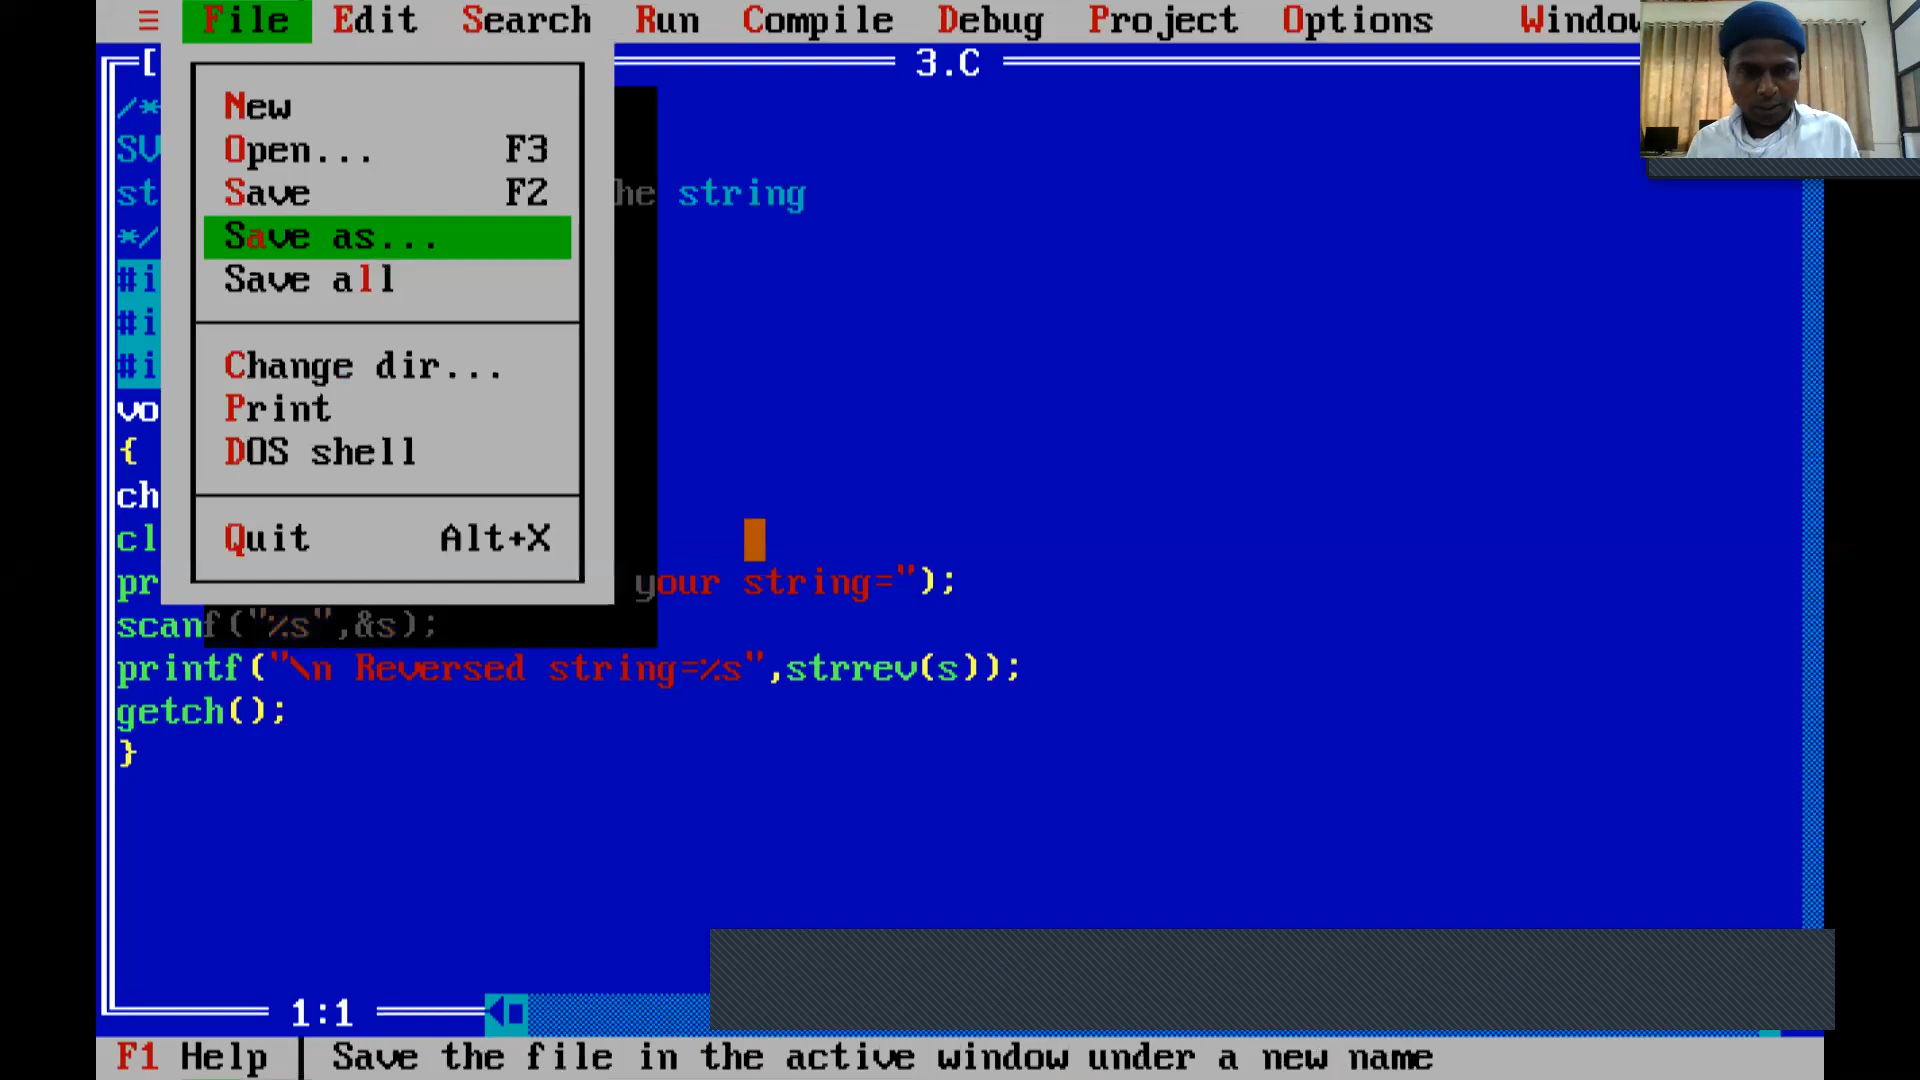 ≡ File Edit Search Run Compile Debug Project Options Window
[ 3.C
New
Open... F3
Save F2
Save as...
Save all
Change dir...
Print
DOS shell
Quit Alt+X
/*
SV
st he string
*/
#i
#i
#i
vo
{
ch
cl
pr your string=");
scanf("%s",&s);
printf("\n Reversed string=%s",strrev(s));
getch();
}
1:1
F1 Help | Save the file in the active window under a new name